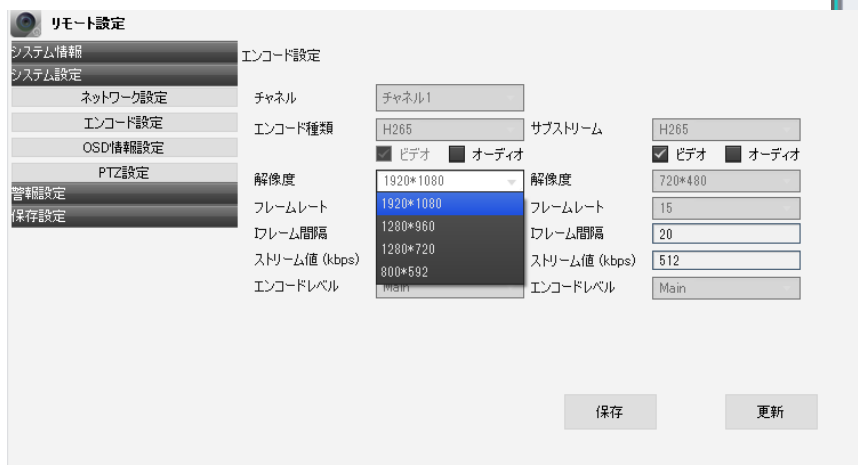 リモート設定
システム情報
システム設定
ネットワーク設定
エンコード設定
OSD情報設定
PTZ設定
警報設定
保存設定
エンコード設定
チャネル チャネル1
エンコード種類 H265 サブストリーム H265
ビデオ オーディオ ビデオ オーディオ
解像度 1920*1080 解像度 720*480
フレームレート 1920*1080 フレームレート 15
Iフレーム間隔 1280*960 Iフレーム間隔 20
ストリーム値 (kbps) 1280*720 ストリーム値 (kbps) 512
800*592
エンコードレベル Main エンコードレベル Main
保存 更新